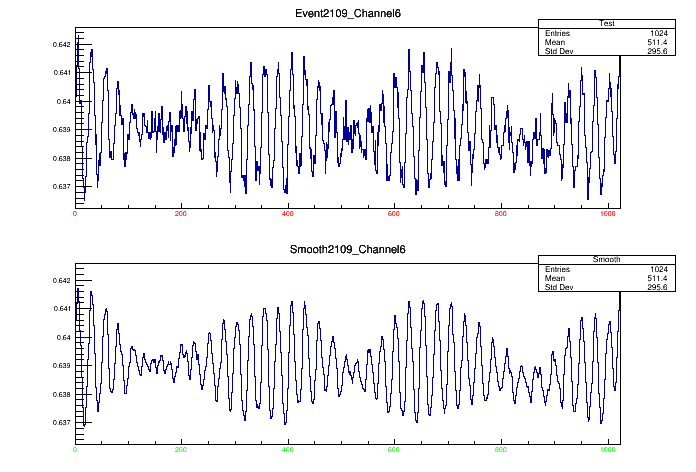 Event2109_Channel6
Test
Entries 1024
Mean 511.4
Std Dev 295.6
0.642
0.641
0.64
0.639
0.638
0.637
0 200 400 600 800 1000
Smooth2109_Channel6
Smooth
Entries 1024
Mean 511.4
Std Dev 295.6
0.642
0.641
0.64
0.639
0.638
0.637
0 200 400 600 800 1000